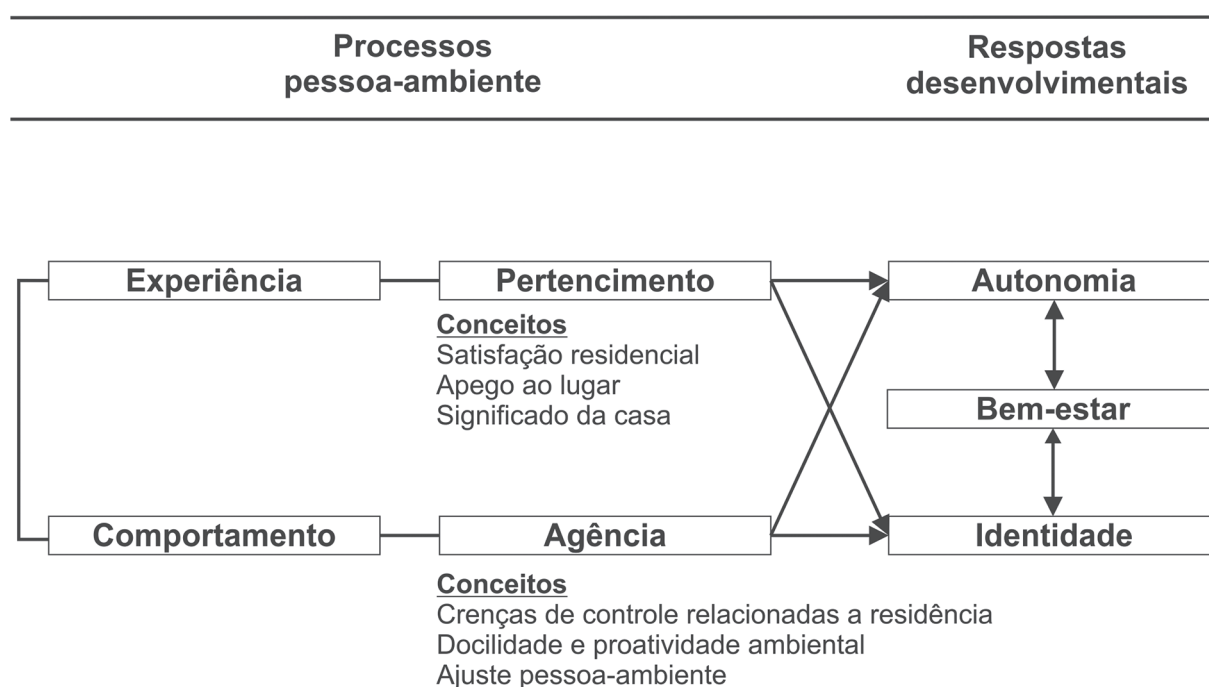 Processos
pessoa-ambiente
Respostas
desenvolvimentais
Experiência
Pertencimento
Autonomia
Conceitos
Satisfação residencial
Apego ao lugar
Significado da casa
Bem-estar
Comportamento
Agência
Identidade
Conceitos
Crenças de controle relacionadas a residência
Docilidade e proatividade ambiental
Ajuste pessoa-ambiente